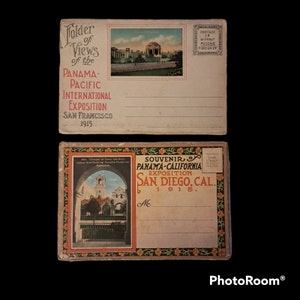 Folder
of
Views
of the
PANAMA-
PACIFIC
INTERNATIONAL
EXPOSITION
SAN FRANCISCO
1915
SOUVENIR of
PANAMA-CALIFORNIA
EXPOSITION
SAN DIEGO, CAL.
M
PhotoRoom®